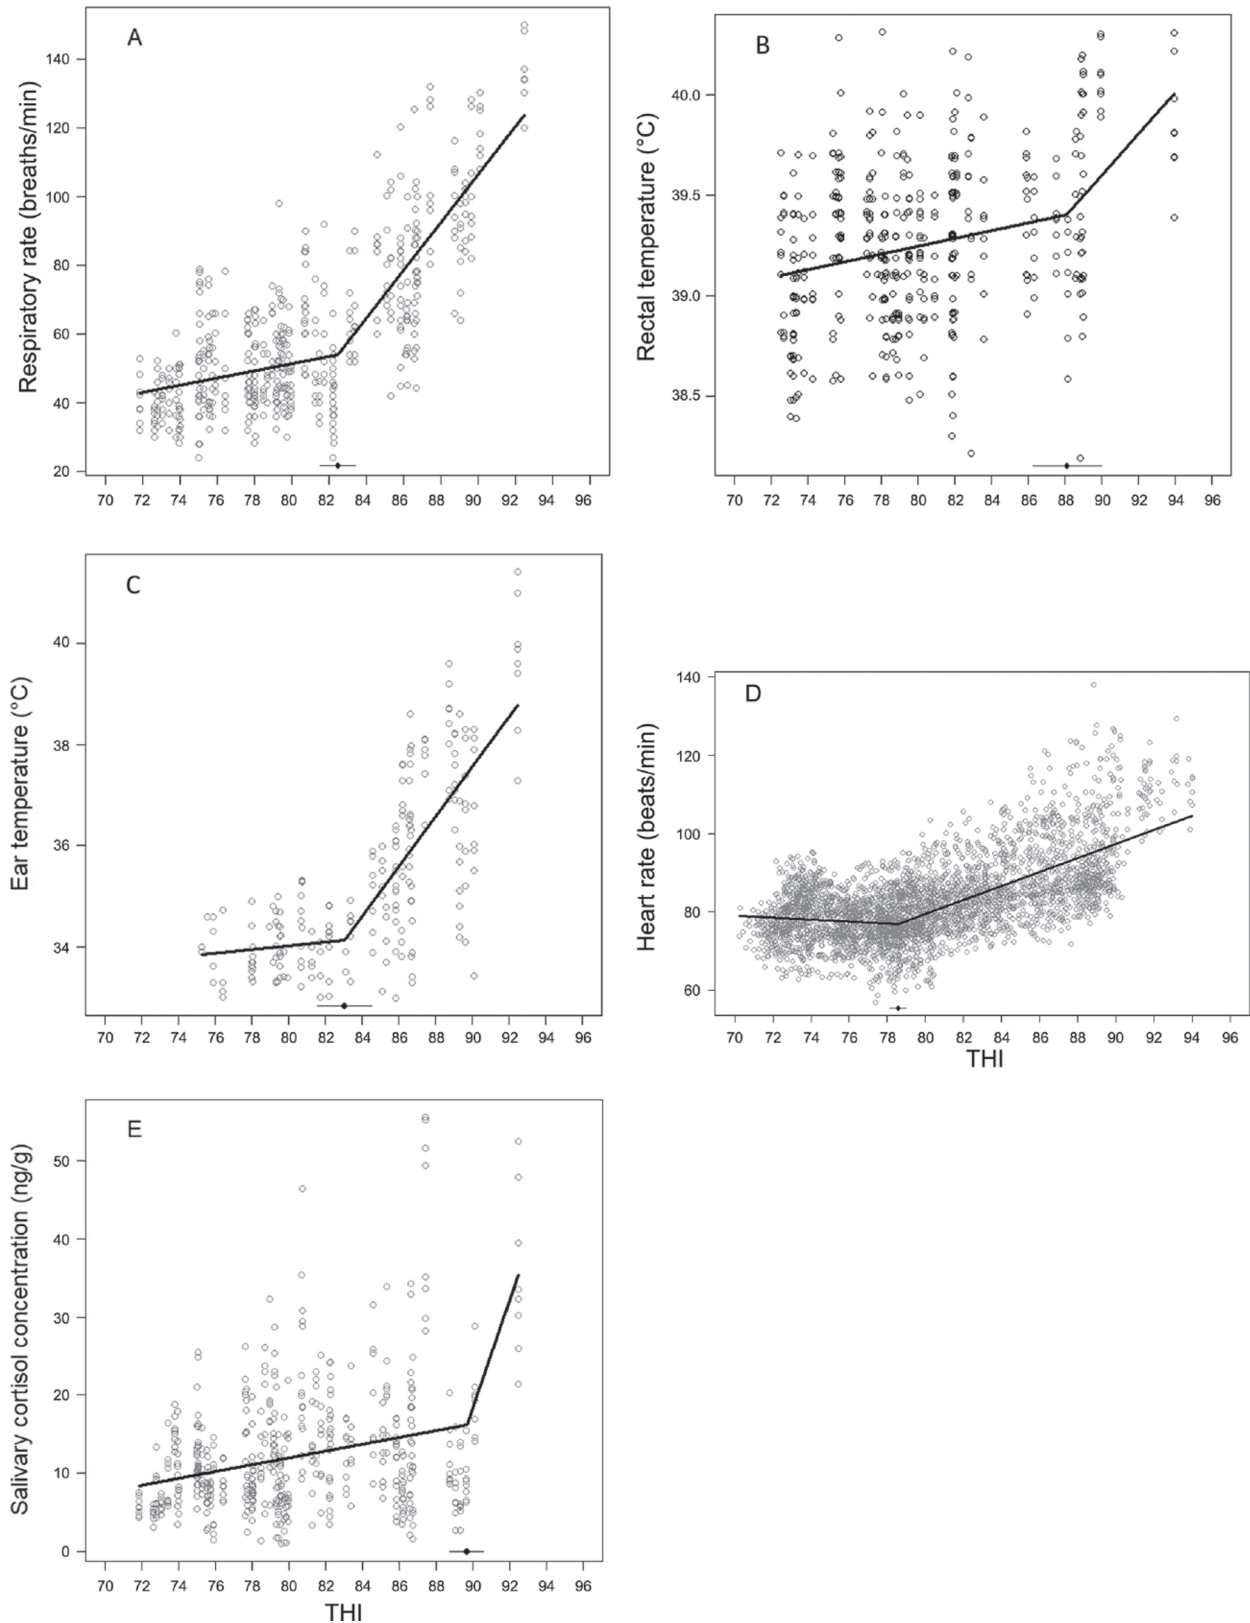 A
Respiratory rate (breaths/min)
140
120
100
80
60
40
20
70 72 74 76 78 80 82 84 86 88 90 92 94 96
B
Rectal temperature (°C)
40.0
39.5
39.0
38.5
70 72 74 76 78 80 82 84 86 88 90 92 94 96
C
Ear temperature (°C)
40
38
36
34
70 72 74 76 78 80 82 84 86 88 90 92 94 96
D
Heart rate (beats/min)
140
120
100
80
60
70 72 74 76 78 80 82 84 86 88 90 92 94 96
THI
E
Salivary cortisol concentration (ng/g)
50
40
30
20
10
0
70 72 74 76 78 80 82 84 86 88 90 92 94 96
THI